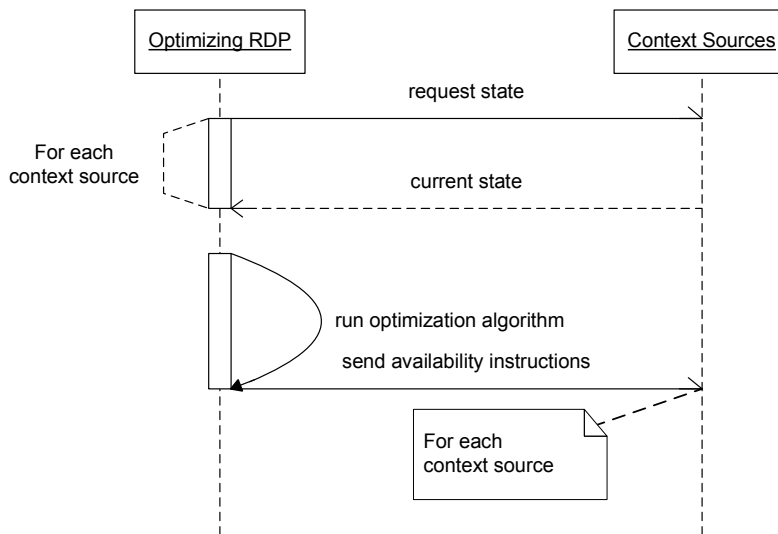 Optimizing RDP
Context Sources
request state
For each
context source
current state
run optimization algorithm
send availability instructions
For each
context source